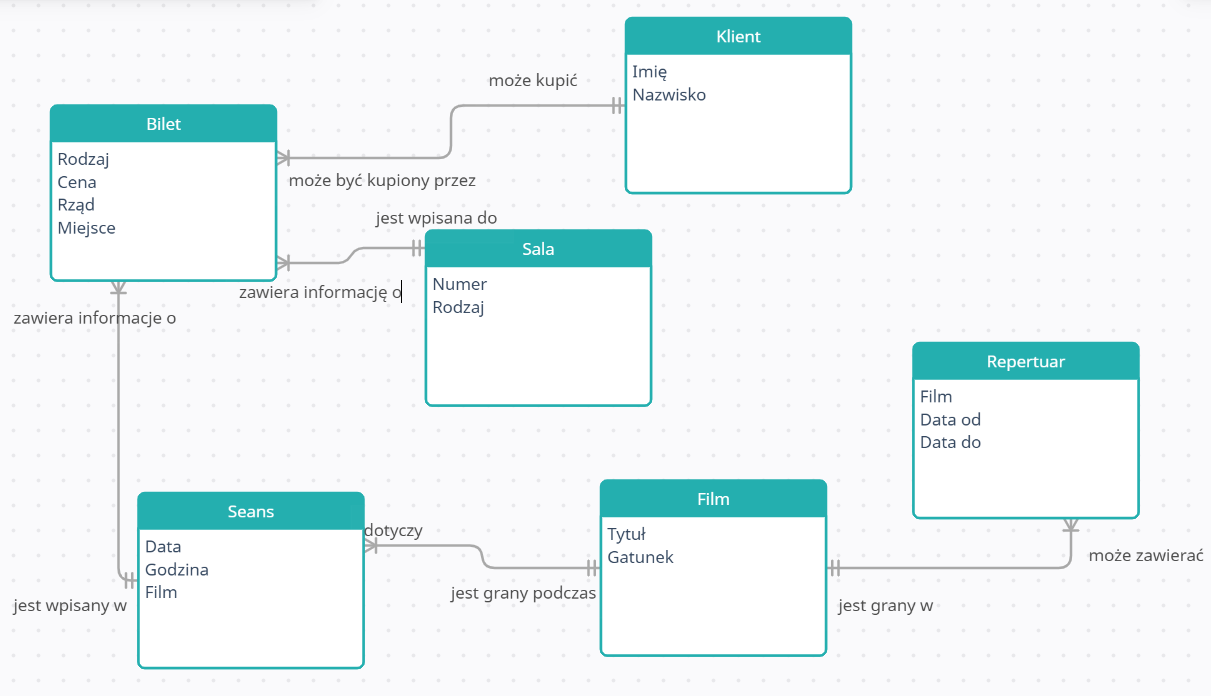 Klient
Imię
Nazwisko
może kupić
Bilet
Rodzaj
Cena
Rząd
Miejsce
może być kupiony przez
jest wpisana do
Sala
Numer
Rodzaj
zawiera informację o
zawiera informacje o
Repertuar
Film
Data od
Data do
Seans
Data
Godzina
Film
dotyczy
Film
Tytuł
Gatunek
może zawierać
jest grany podczas
jest wpisany w
jest grany w